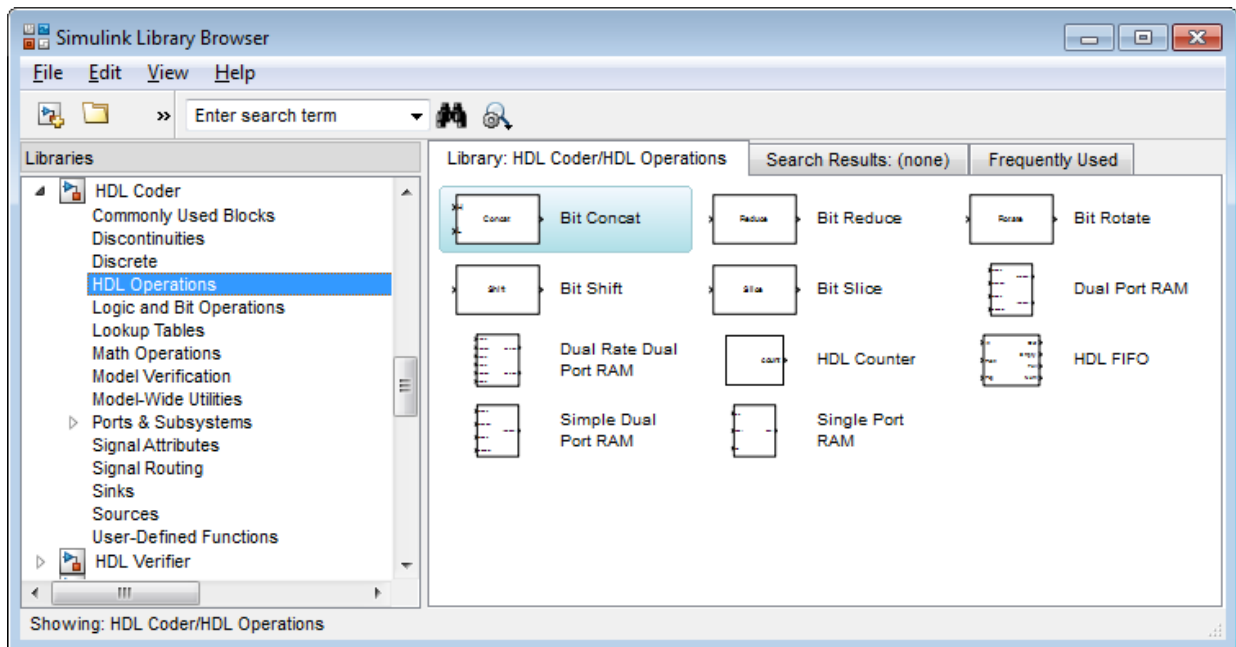 Simulink Library Browser
File Edit View Help
» Enter search term
Libraries
HDL Coder
Commonly Used Blocks
Discontinuities
Discrete
HDL Operations
Logic and Bit Operations
Lookup Tables
Math Operations
Model Verification
Model-Wide Utilities
Ports & Subsystems
Signal Attributes
Signal Routing
Sinks
Sources
User-Defined Functions
HDL Verifier
Library: HDL Coder/HDL Operations Search Results: (none) Frequently Used
Concat Bit Concat Reduce Bit Reduce Rotate Bit Rotate
Shift Bit Shift Slice Bit Slice Dual Port RAM
Dual Rate Dual
Port RAM
count HDL Counter HDL FIFO
Simple Dual
Port RAM
Single Port
RAM
Showing: HDL Coder/HDL Operations